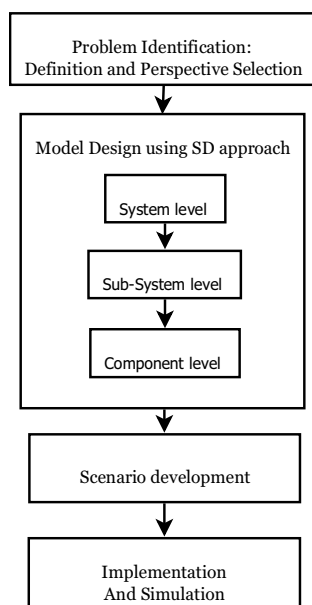 Problem Identification:
Definition and Perspective Selection
Model Design using SD approach
System level
Sub-System level
Component level
Scenario development
Implementation
And Simulation